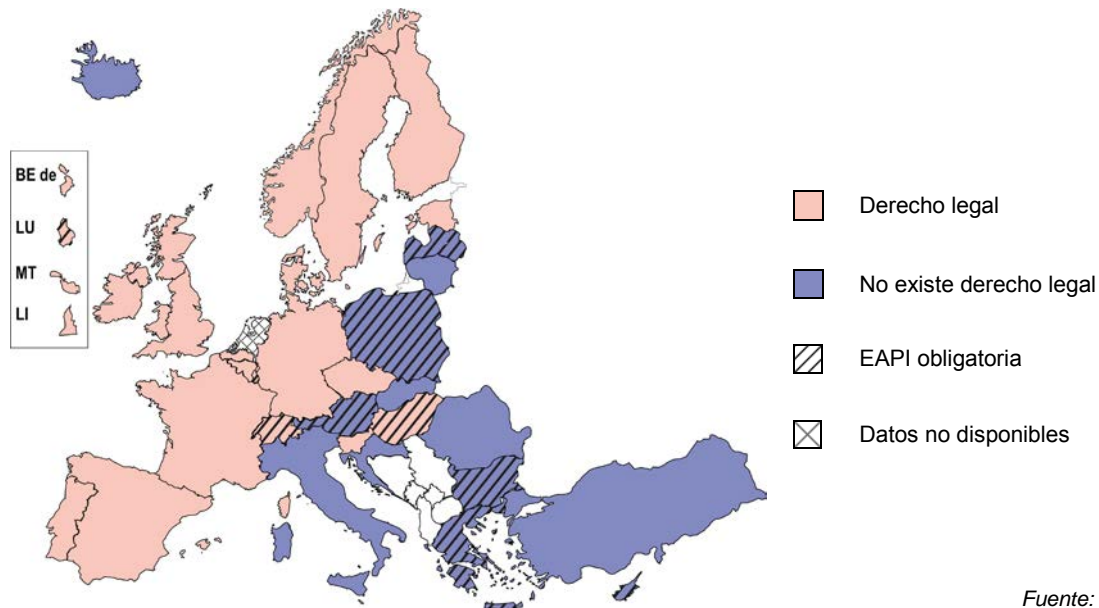 BE de
LU
MT
LI
Derecho legal
No existe derecho legal
EAPI obligatoria
Datos no disponibles
Fuente: